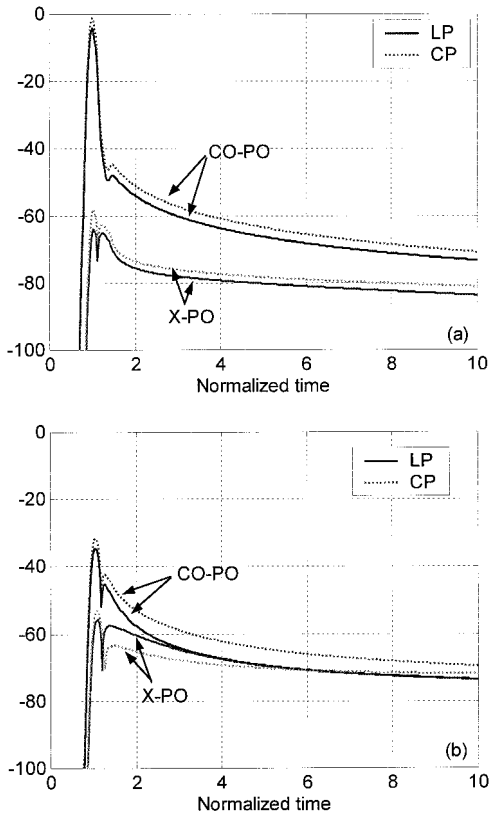 0
-20
-40
-60
-80
-100
LP
CP
CO-PO
X-PO
(a)
0 2 4 6 8 10
Normalized time
0
-20
-40
-60
-80
-100
LP
CP
CO-PO
X-PO
(b)
0 2 4 6 8 10
Normalized time